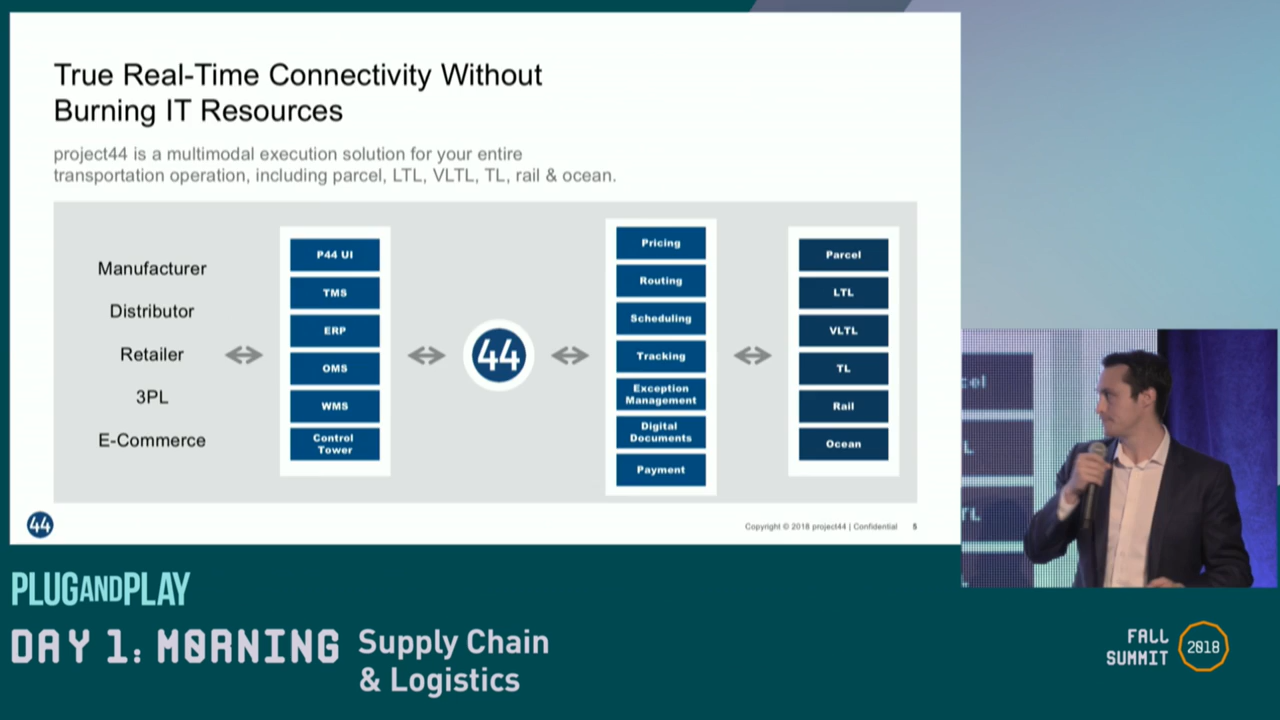 True Real-Time Connectivity Without
Burning IT Resources
project44 is a multimodal execution solution for your entire
transportation operation, including parcel, LTL, VLTL, TL, rail & ocean.
Manufacturer
Distributor
Retailer
3PL
E-Commerce
P44 UI
TMS
ERP
OMS
WMS
Control
Tower
44
Pricing
Routing
Scheduling
Tracking
Exception
Management
Digital
Documents
Payment
Parcel
LTL
VLTL
TL
Rail
Ocean
44
Copyright © 2018 project44 | Confidential 5
cel
L
TL
PLUGANDPLAY
DAY 1: MORNING
Supply Chain
& Logistics
FALL
SUMMIT
2018